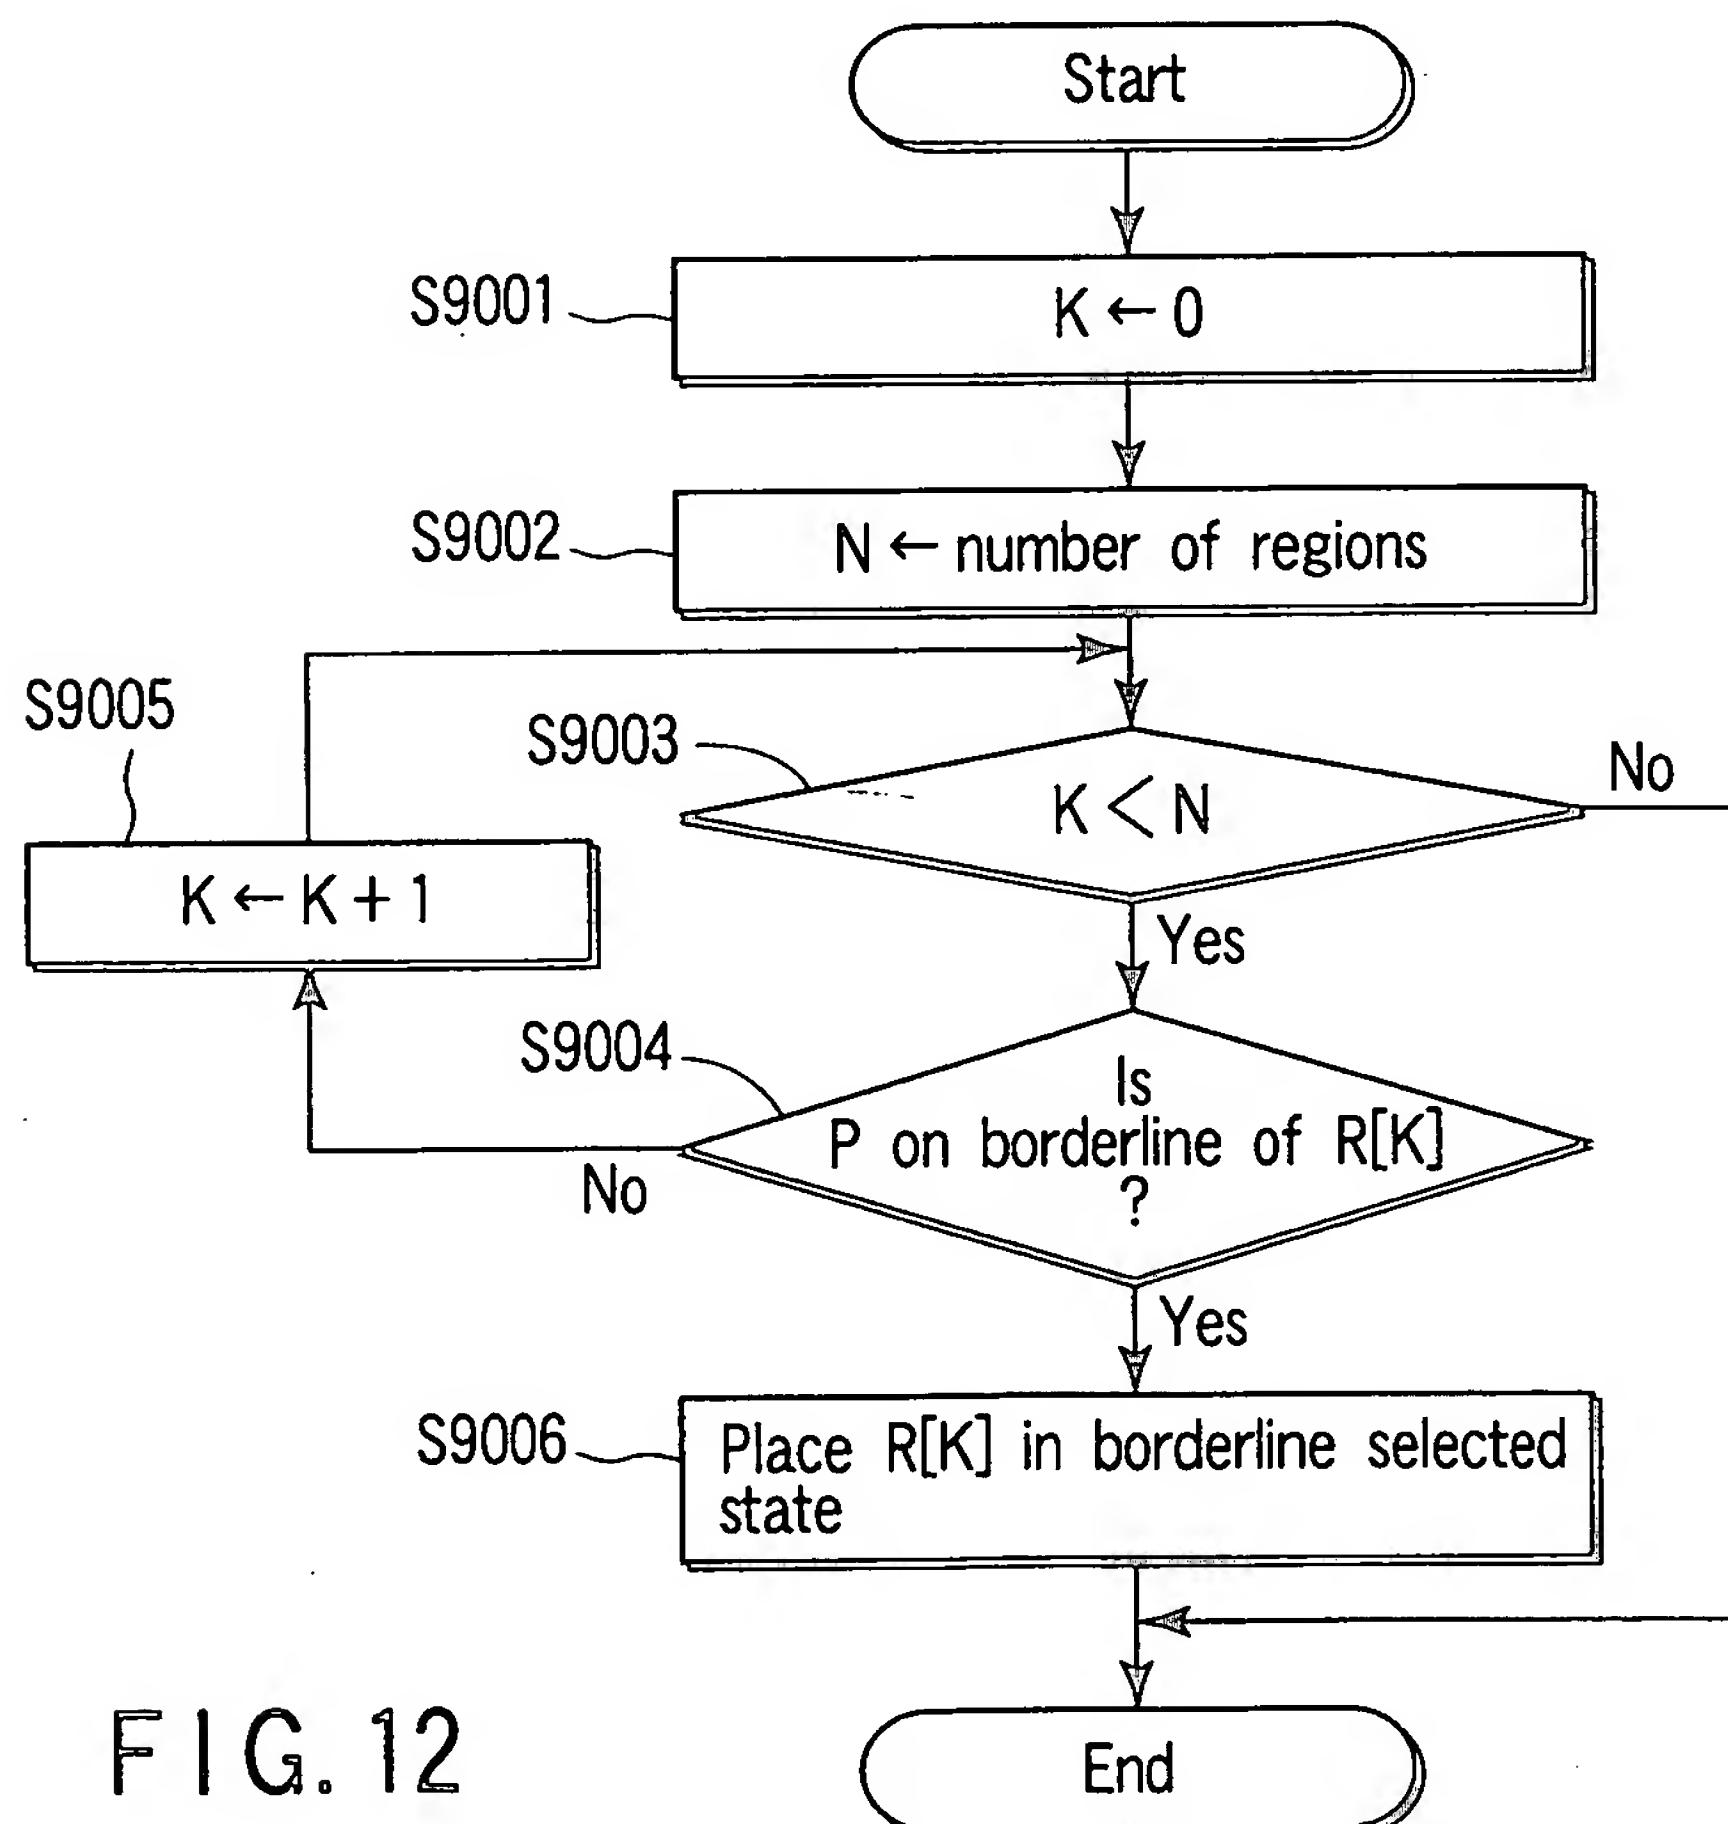 Start
S9001
K ← 0
S9002
N ← number of regions
S9005
S9003
K < N
No
K ← K + 1
Yes
S9004
Is
P on borderline of R[K]
?
No
Yes
S9006
Place R[K] in borderline selected
state
FIG. 12
End